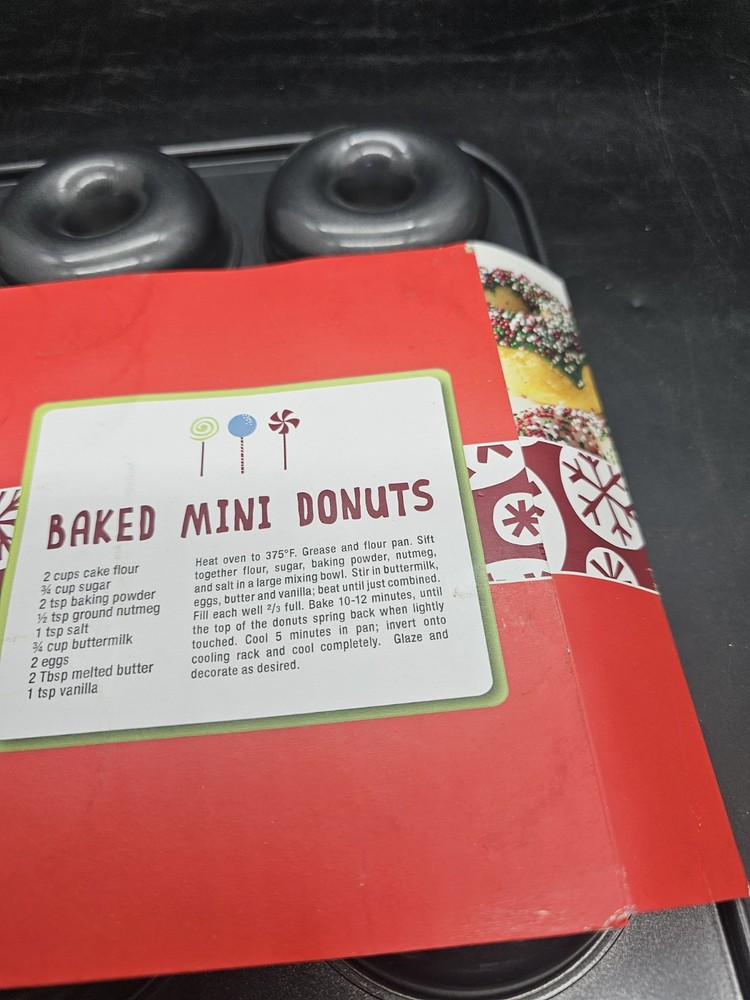 BAKED MINI DONUTS
2 cups cake flour
¾ cup sugar
2 tsp baking powder
½ tsp ground nutmeg
1 tsp salt
¾ cup buttermilk
2 eggs
2 Tbsp melted butter
1 tsp vanilla
Heat oven to 375°F. Grease and flour pan. Sift
together flour, sugar, baking powder, nutmeg,
and salt in a large mixing bowl. Stir in buttermilk,
eggs, butter and vanilla; beat until just combined.
Fill each well ²/₃ full. Bake 10-12 minutes, until
the top of the donuts spring back when lightly
touched. Cool 5 minutes in pan; invert onto
cooling rack and cool completely. Glaze and
decorate as desired.